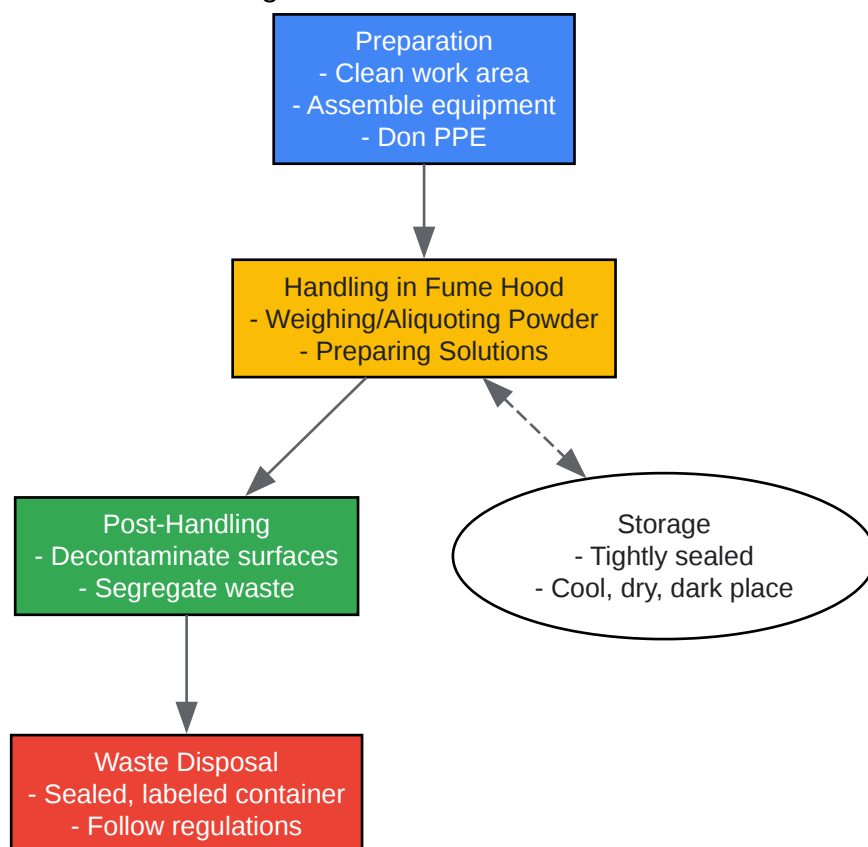 Preparation
- Clean work area
- Assemble equipment
- Don PPE
Handling in Fume Hood
- Weighing/Aliquoting Powder
- Preparing Solutions
Post-Handling
- Decontaminate surfaces
- Segregate waste
Storage
- Tightly sealed
- Cool, dry, dark place
Waste Disposal
- Sealed, labeled container
- Follow regulations